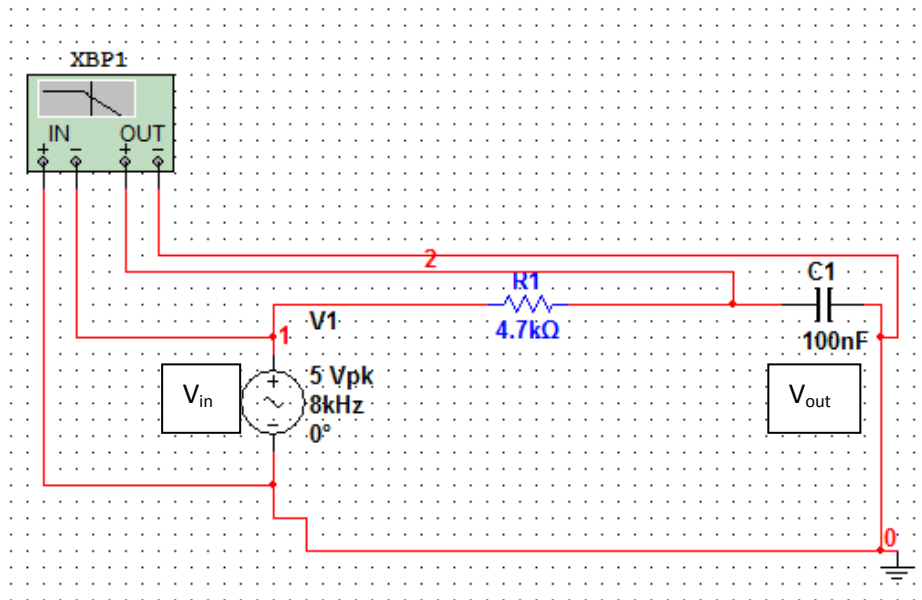 XBP1
IN OUT
+ − + −
2
R1
4.7kΩ
C1
100nF
1
V1
5 Vpk
8kHz
0°
+
−
Vin
Vout
0